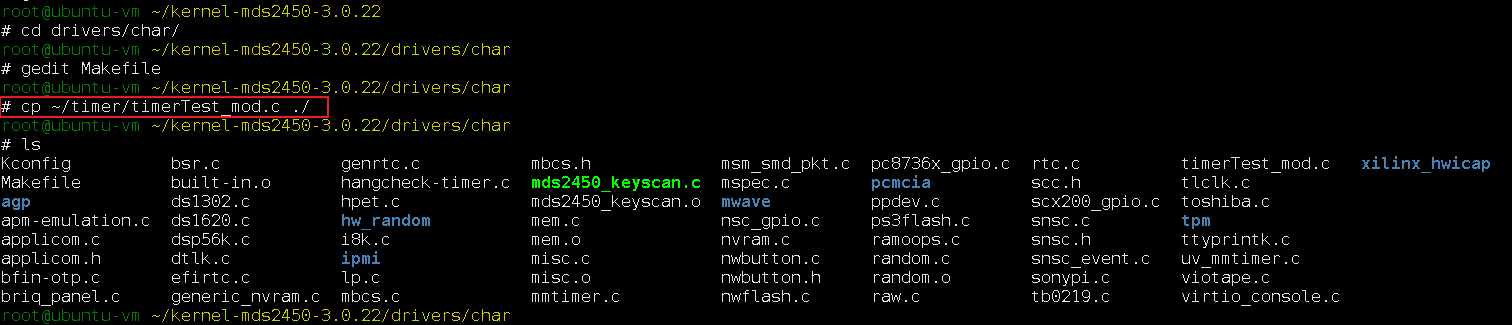 root@ubuntu-vm ~/kernel-mds2450-3.0.22
# cd drivers/char/
root@ubuntu-vm ~/kernel-mds2450-3.0.22/drivers/char
# gedit Makefile
root@ubuntu-vm ~/kernel-mds2450-3.0.22/drivers/char
# cp ~/timer/timerTest_mod.c ./
root@ubuntu-vm ~/kernel-mds2450-3.0.22/drivers/char
# ls
Kconfig bsr.c genrtc.c mbcs.h msm_smd_pkt.c pc8736x_gpio.c rtc.c timerTest_mod.c xilinx_hwicap
Makefile built-in.o hangcheck-timer.c mds2450_keyscan.c mspec.c pcmcia scc.h tlclk.c
agp ds1302.c hpet.c mds2450_keyscan.o mwave ppdev.c scx200_gpio.c toshiba.c
apm-emulation.c ds1620.c hw_random mem.c nsc_gpio.c ps3flash.c snsc.c tpm
applicom.c dsp56k.c i8k.c mem.o nvram.c ramoops.c snsc.h ttyprintk.c
applicom.h dtlk.c ipmi misc.c nwbutton.c random.c snsc_event.c uv_mmtimer.c
bfin-otp.c efirtc.c lp.c misc.o nwbutton.h random.o sonypi.c viotape.c
briq_panel.c generic_nvram.c mbcs.c mmtimer.c nwflash.c raw.c tb0219.c virtio_console.c
root@ubuntu-vm ~/kernel-mds2450-3.0.22/drivers/char